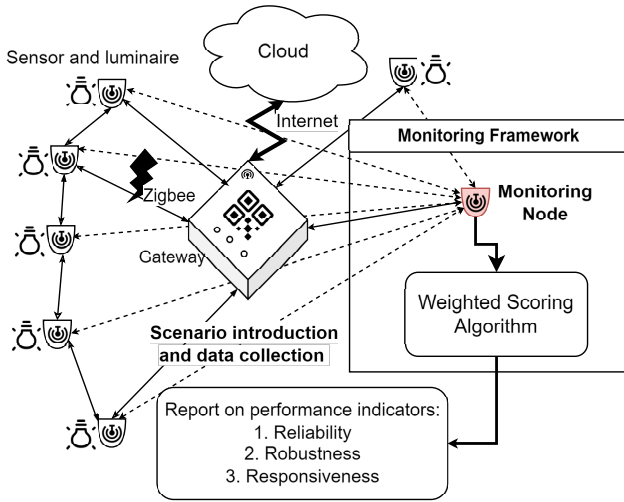 Cloud
Sensor and luminaire
Internet
Monitoring Framework
Zigbee
Monitoring
Node
Gateway
Weighted Scoring
Algorithm
Scenario introduction
and data collection
Report on performance indicators:
1. Reliability
2. Robustness
3. Responsiveness